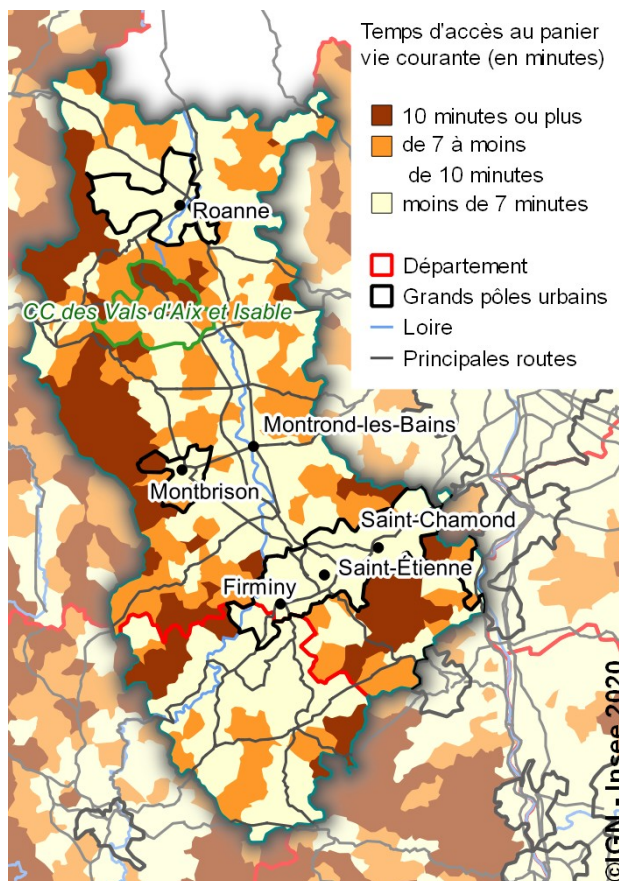 Temps d'accès au panier
vie courante (en minutes)
10 minutes ou plus
de 7 à moins
de 10 minutes
moins de 7 minutes
Département
Grands pôles urbains
Loire
Principales routes
Roanne
CC des Vals d'Aix et Isable
Montrond-les-Bains
Montbrison
Saint-Chamond
Saint-Étienne
Firminy
©IGN - Insee 2020